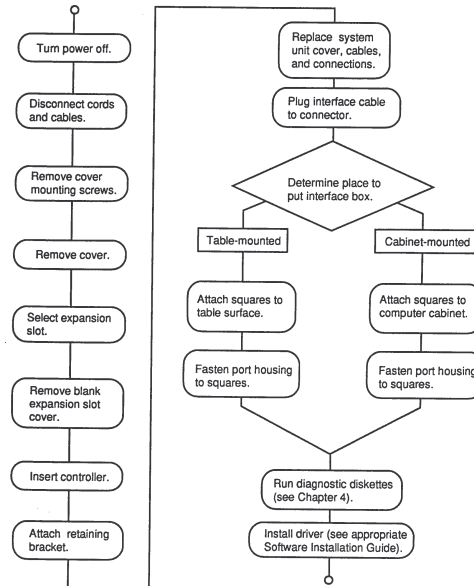 Turn power off.
Disconnect cords
and cables.
Remove cover
mounting screws.
Remove cover.
Select expansion
slot.
Remove blank
expansion slot
cover.
Insert controller.
Attach retaining
bracket.
Replace system
unit cover, cables,
and connections.
Plug interface cable
to connector.
Determine place to
put interface box.
Table-mounted
Attach squares to
table surface.
Fasten port housing
to squares.
Cabinet-mounted
Attach squares to
computer cabinet.
Fasten port housing
to squares.
Run diagnostic diskettes
(see Chapter 4).
Install driver (see appropriate
Software Installation Guide).